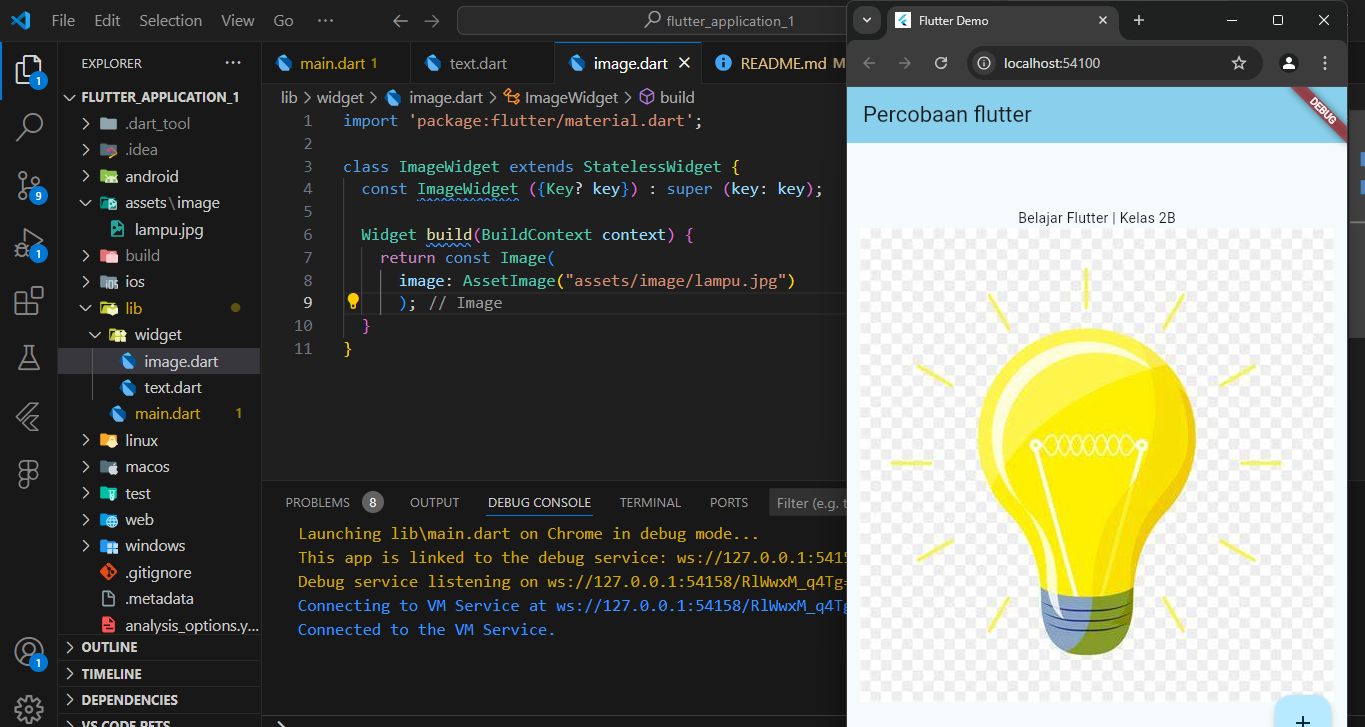 File Edit Selection View Go ··· flutter_application_1
EXPLORER ···
FLUTTER_APPLICATION_1
.dart_tool
.idea
android
assets\image
lampu.jpg
build
ios
lib
widget
image.dart
text.dart
main.dart 1
linux
macos
test
web
windows
.gitignore
.metadata
analysis_options.y...
OUTLINE
TIMELINE
DEPENDENCIES
VS CODE PETS
1
9
1
1
main.dart 1 text.dart image.dart README.md M
lib > widget > image.dart > ImageWidget > build
1 import 'package:flutter/material.dart';
2
3 class ImageWidget extends StatelessWidget {
4 const ImageWidget ({Key? key}) : super (key: key);
5
6 Widget build(BuildContext context) {
7 return const Image(
8 image: AssetImage("assets/image/lampu.jpg")
9 ); // Image
10 }
11 }
PROBLEMS 8 OUTPUT DEBUG CONSOLE TERMINAL PORTS Filter (e.g. t
Launching lib\main.dart on Chrome in debug mode...
This app is linked to the debug service: ws://127.0.0.1:5415
Debug service listening on ws://127.0.0.1:54158/RlWwxM_q4Tg=
Connecting to VM Service at ws://127.0.0.1:54158/RlWwxM_q4Tg
Connected to the VM Service.
Flutter Demo
localhost:54100
Percobaan flutter
DEBUG
Belajar Flutter | Kelas 2B